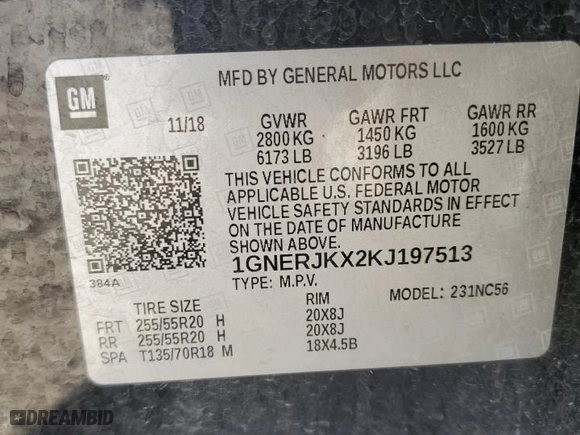 MFD BY GENERAL MOTORS LLC
GM
11/18
GVWR GAWR FRT GAWR RR
2800 KG 1450 KG 1600 KG
6173 LB 3196 LB 3527 LB
THIS VEHICLE CONFORMS TO ALL
APPLICABLE U.S. FEDERAL MOTOR
VEHICLE SAFETY STANDARDS IN EFFECT
ON THE DATE OF MANUFACTURE
SHOWN ABOVE.
1GNERJKX2KJ197513
384A
TYPE: M.P.V. MODEL: 231NC56
TIRE SIZE RIM
FRT 255/55R20 H 20X8J
RR 255/55R20 H 20X8J
SPA T135/70R18 M 18X4.5B
DREAMBID